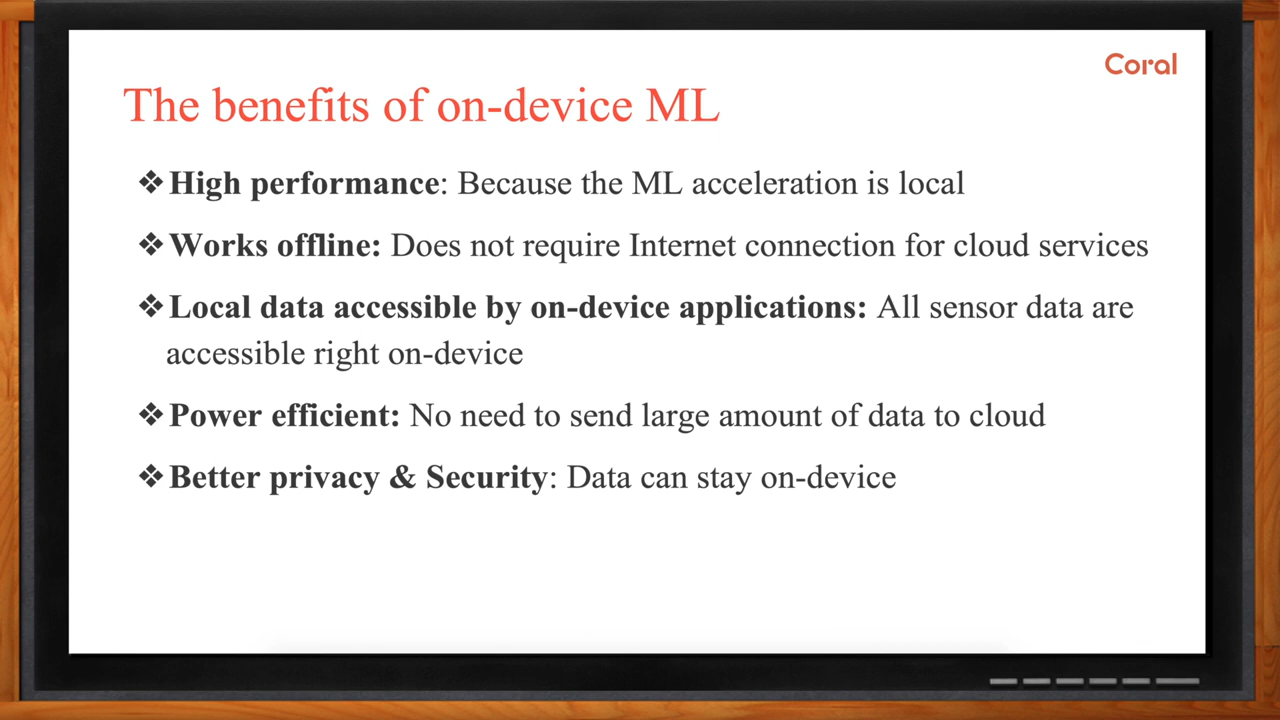 Coral
The benefits of on-device ML
❖High performance: Because the ML acceleration is local
❖Works offline: Does not require Internet connection for cloud services
❖Local data accessible by on-device applications: All sensor data are
accessible right on-device
❖Power efficient: No need to send large amount of data to cloud
❖Better privacy & Security: Data can stay on-device